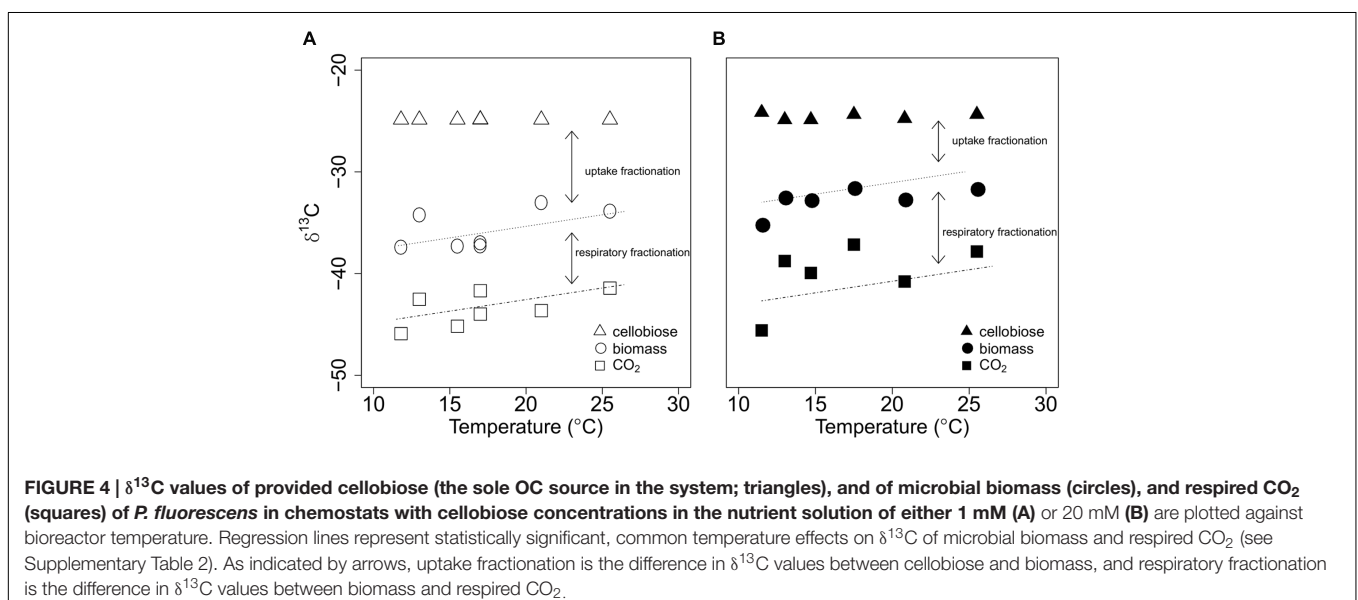 A
B
δ13C
−20
−30
−40
−50
uptake fractionation
respiratory fractionation
△ cellobiose
○ biomass
□ CO2
10 15 20 25 30
Temperature (°C)
uptake fractionation
respiratory fractionation
▲ cellobiose
● biomass
■ CO2
10 15 20 25 30
Temperature (°C)
FIGURE 4 | δ13C values of provided cellobiose (the sole OC source in the system; triangles), and of microbial biomass (circles), and respired CO2
(squares) of P. fluorescens in chemostats with cellobiose concentrations in the nutrient solution of either 1 mM (A) or 20 mM (B) are plotted against
bioreactor temperature. Regression lines represent statistically significant, common temperature effects on δ13C of microbial biomass and respired CO2 (see
Supplementary Table 2). As indicated by arrows, uptake fractionation is the difference in δ13C values between cellobiose and biomass, and respiratory fractionation
is the difference in δ13C values between biomass and respired CO2.